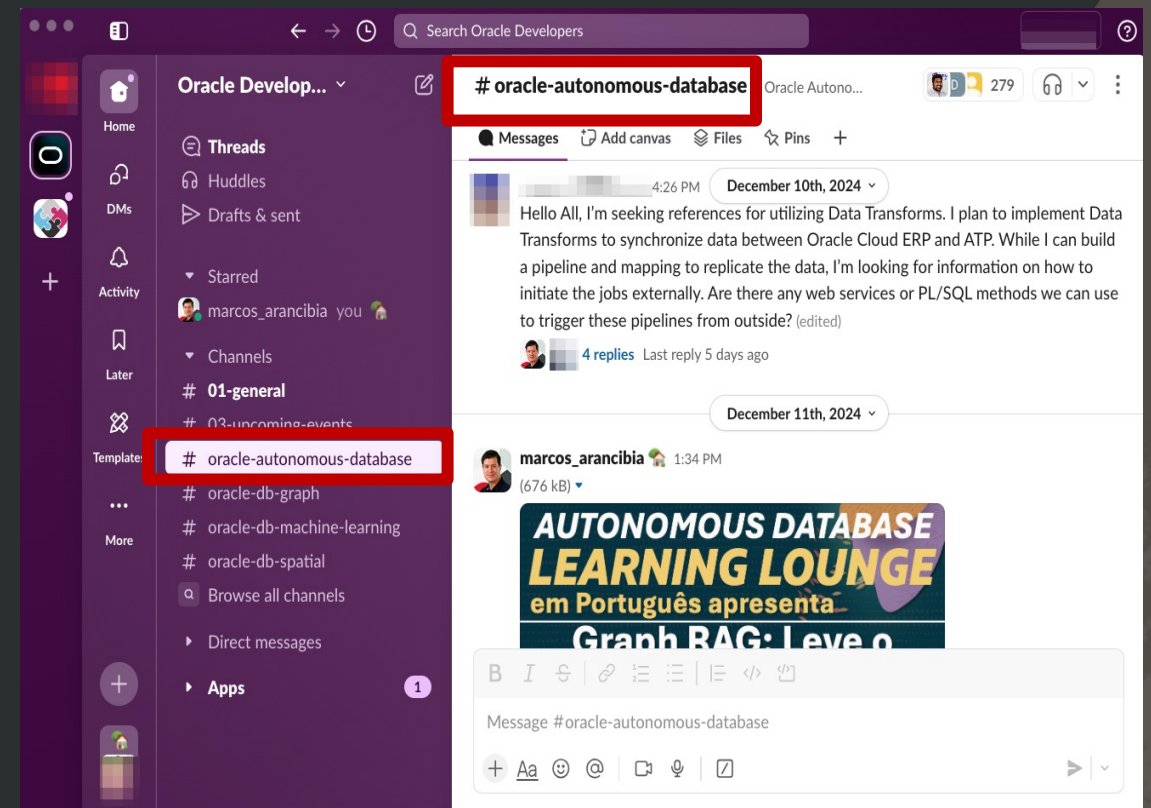 Search Oracle Developers
Oracle Develop...
Home
DMs
Activity
Later
Templates
More
Threads
Huddles
Drafts & sent
Starred
marcos_arancibia you
Channels
# 01-general
# 03-upcoming-events
# oracle-autonomous-database
# oracle-db-graph
# oracle-db-machine-learning
# oracle-db-spatial
Browse all channels
Direct messages
Apps
1
# oracle-autonomous-database
Oracle Autono...
D
279
Messages
Add canvas
Files
Pins
4:26 PM
December 10th, 2024
Hello All, I'm seeking references for utilizing Data Transforms. I plan to implement Data
Transforms to synchronize data between Oracle Cloud ERP and ATP. While I can build
a pipeline and mapping to replicate the data, I'm looking for information on how to
initiate the jobs externally. Are there any web services or PL/SQL methods we can use
to trigger these pipelines from outside? (edited)
4 replies Last reply 5 days ago
December 11th, 2024
marcos_arancibia 1:34 PM
(676 kB)
AUTONOMOUS DATABASE
LEARNING LOUNGE
em Português apresenta
Graph RAG: Leve o
B I S
Message #oracle-autonomous-database
+ Aa @